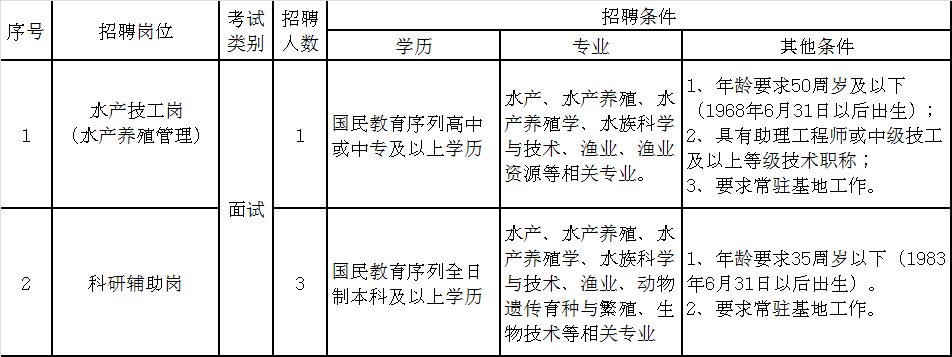 序号
招聘岗位
考试
类别
招聘
人数
招聘条件
学历
专业
其他条件
1
水产技工岗
（水产养殖管理）
面试
1
国民教育序列高中
或中专及以上学历
水产、水产养殖、水
产养殖学、水族科学
与技术、渔业、渔业
资源等相关专业。
1、年龄要求50周岁及以下
（1968年6月31日以后出生）；
2、具有助理工程师或中级技工
及以上等级技术职称；
3、要求常驻基地工作。
2
科研辅助岗
3
国民教育序列全日
制本科及以上学历
水产、水产养殖、水
产养殖学、水族科学
与技术、渔业、动物
遗传育种与繁殖、生
物技术等相关专业
1、年龄要求35周岁以下（1983
年6月31日以后出生）。
2、要求常驻基地工作。